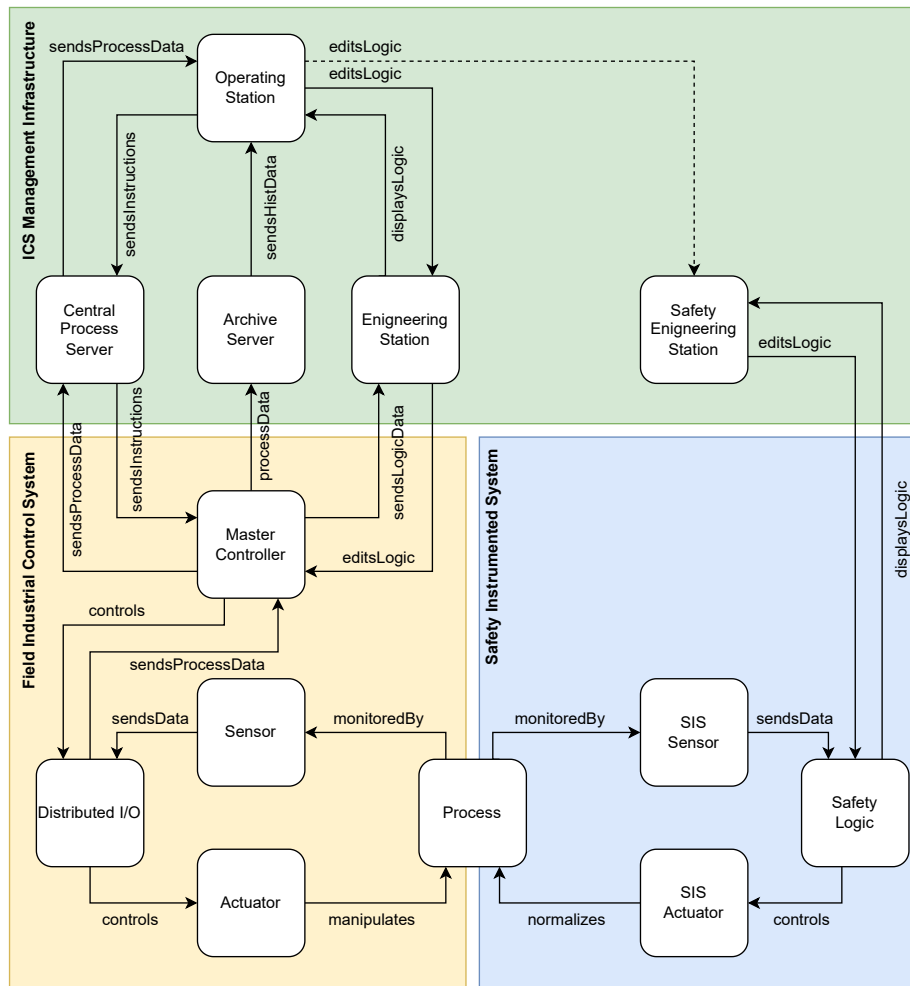 ICS Management Infrastructure
sendsProcessData
Operating
Station
editsLogic
editsLogic
sendsInstructions
sendsHistData
displaysLogic
Central
Process
Server
Archive
Server
Enigneering
Station
Safety
Enigneering
Station
editsLogic
sendsProcessData
sendsInstructions
processData
sendsLogicData
displaysLogic
Field Industrial Control System
Master
Controller
editsLogic
Safety Instrumented System
controls
sendsProcessData
sendsData
Sensor
monitoredBy
monitoredBy
SIS
Sensor
sendsData
Distributed I/O
Process
Safety
Logic
controls
Actuator
manipulates
normalizes
SIS
Actuator
controls